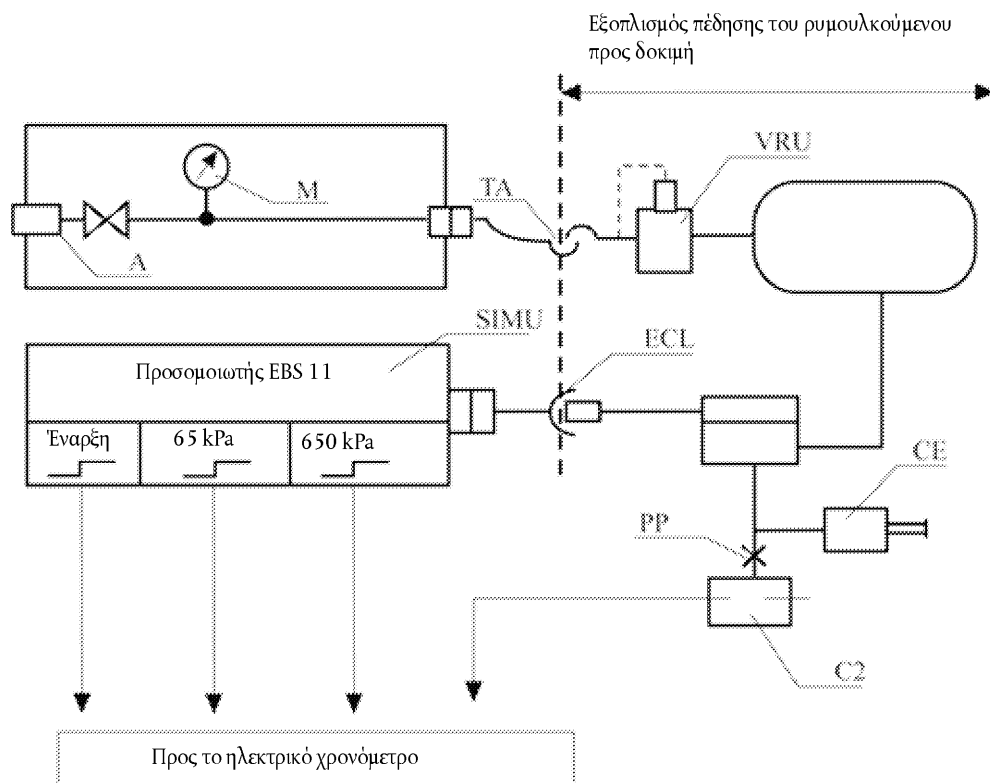 Εξοπλισμός πέδησης του ρυμουλκούμενου
προς δοκιμή
VRU
TA
M
A
SIMU
ECL
Προσομοιωτής EBS 11
Έναρξη
65 kPa
650 kPa
CE
PP
C2
Προς το ηλεκτρικό χρονόμετρο